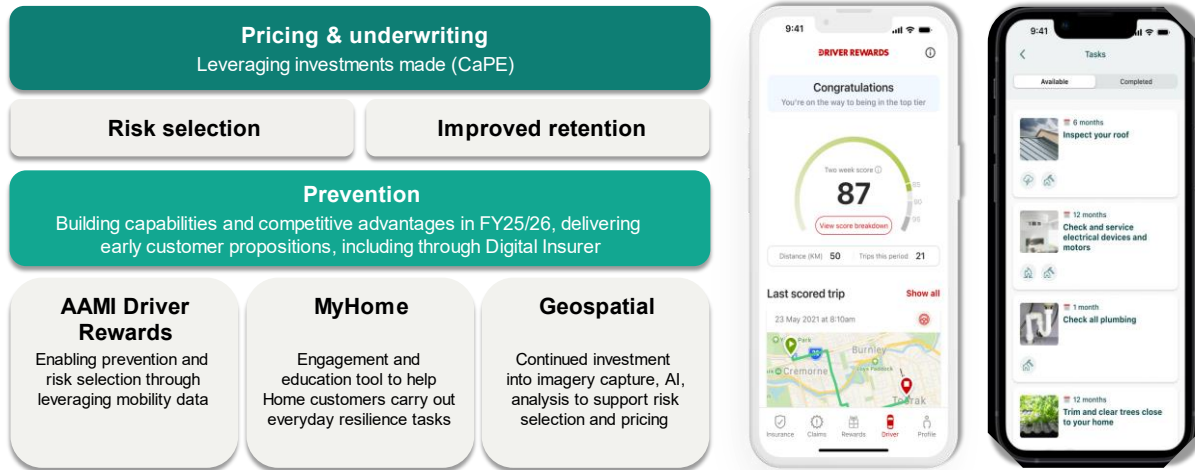 Pricing & underwriting
Leveraging investments made (CaPE)
Risk selection
Improved retention
Prevention
Building capabilities and competitive advantages in FY25/26, delivering
early customer propositions, including through Digital Insurer
AAMI Driver
Rewards
Enabling prevention and
risk selection through
leveraging mobility data
MyHome
Engagement and
education tool to help
Home customers carry out
everyday resilience tasks
Geospatial
Continued investment
into imagery capture, AI,
analysis to support risk
selection and pricing
9:41
DRIVER REWARDS
Congratulations
You're on the way to being in the top tier
Two week score
87
85
90
View score breakdown
Distance (KM) 50
Trips this period 21
Last scored trip
Show all
23 May 2021 at 8:10am
Park
Burnley
Cremorne
Toorak
Insurance
Claims
Rewards
Driver
Profile
9:41
Tasks
Available
Completed
6 months
Inspect your roof
12 months
Check and service
electrical devices and
motors
1 month
Check all plumbing
12 months
Trim and clear trees close
to your home